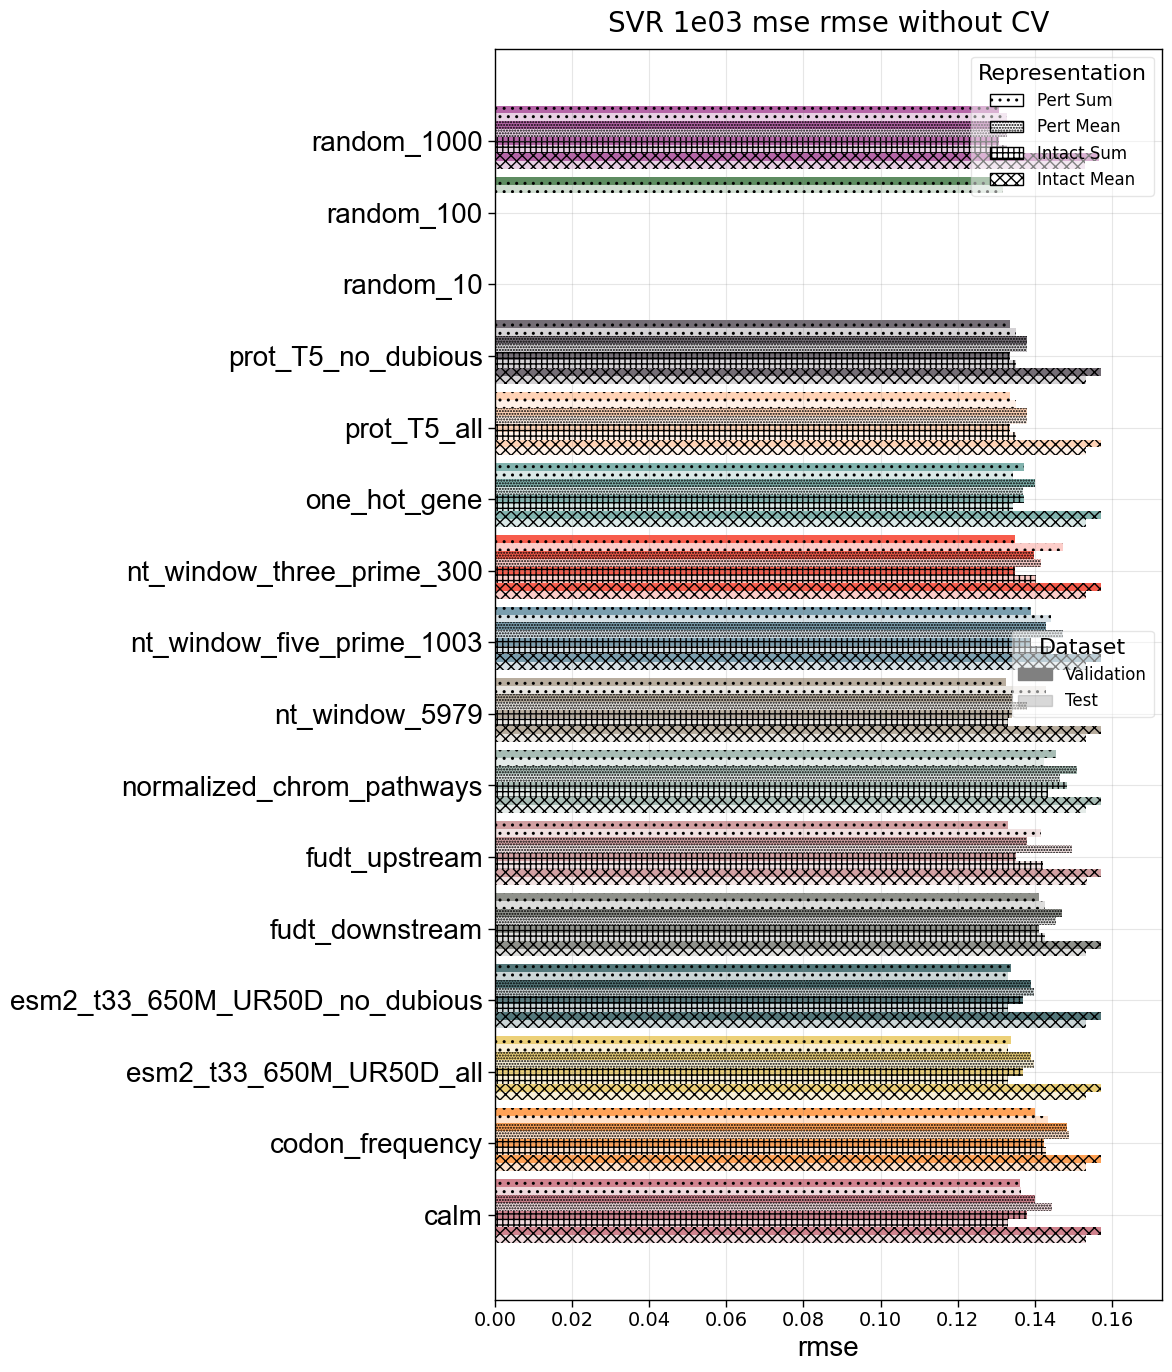 SVR 1e03 mse rmse without CV
Representation
Pert Sum
Pert Mean
Intact Sum
Intact Mean
random_1000
random_100
random_10
prot_T5_no_dubious
prot_T5_all
one_hot_gene
nt_window_three_prime_300
nt_window_five_prime_1003
Dataset
Validation
Test
nt_window_5979
normalized_chrom_pathways
fudt_upstream
fudt_downstream
esm2_t33_650M_UR50D_no_dubious
esm2_t33_650M_UR50D_all
codon_frequency
calm
0.00 0.02 0.04 0.06 0.08 0.10 0.12 0.14 0.16
rmse